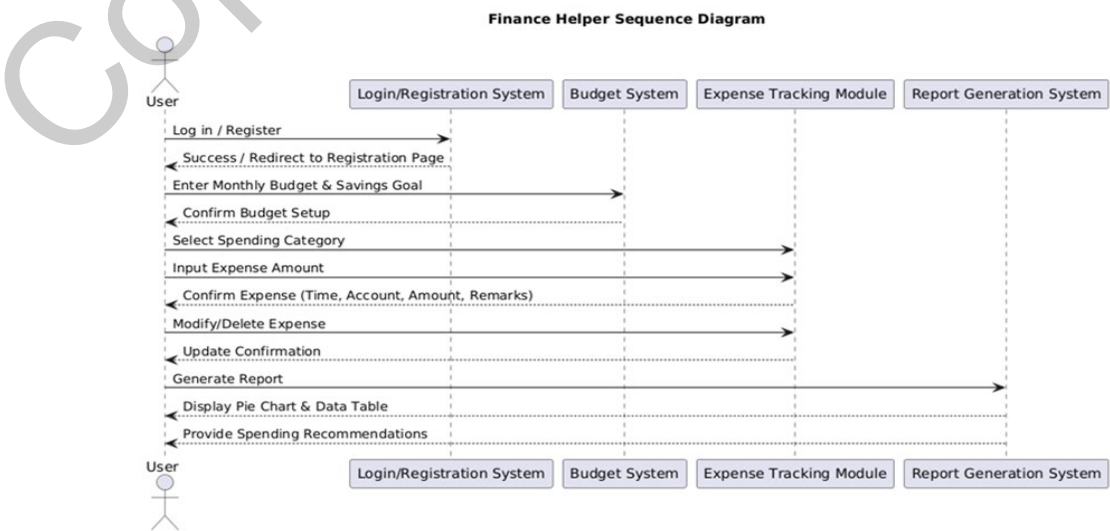 Finance Helper Sequence Diagram
User
Login/Registration System
Budget System
Expense Tracking Module
Report Generation System
Log in / Register
Success / Redirect to Registration Page
Enter Monthly Budget & Savings Goal
Confirm Budget Setup
Select Spending Category
Input Expense Amount
Confirm Expense (Time, Account, Amount, Remarks)
Modify/Delete Expense
Update Confirmation
Generate Report
Display Pie Chart & Data Table
Provide Spending Recommendations
User
Login/Registration System
Budget System
Expense Tracking Module
Report Generation System